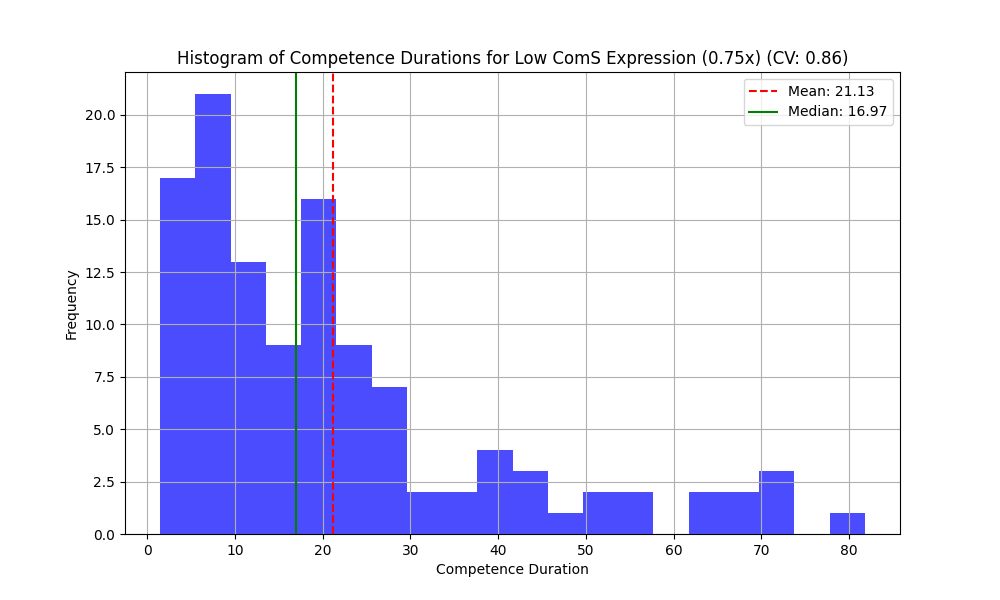 Histogram of Competence Durations for Low ComS Expression (0.75x) (CV: 0.86)
Mean: 21.13
Median: 16.97
20.0
17.5
15.0
12.5
10.0
7.5
5.0
2.5
0.0
Frequency
0 10 20 30 40 50 60 70 80
Competence Duration